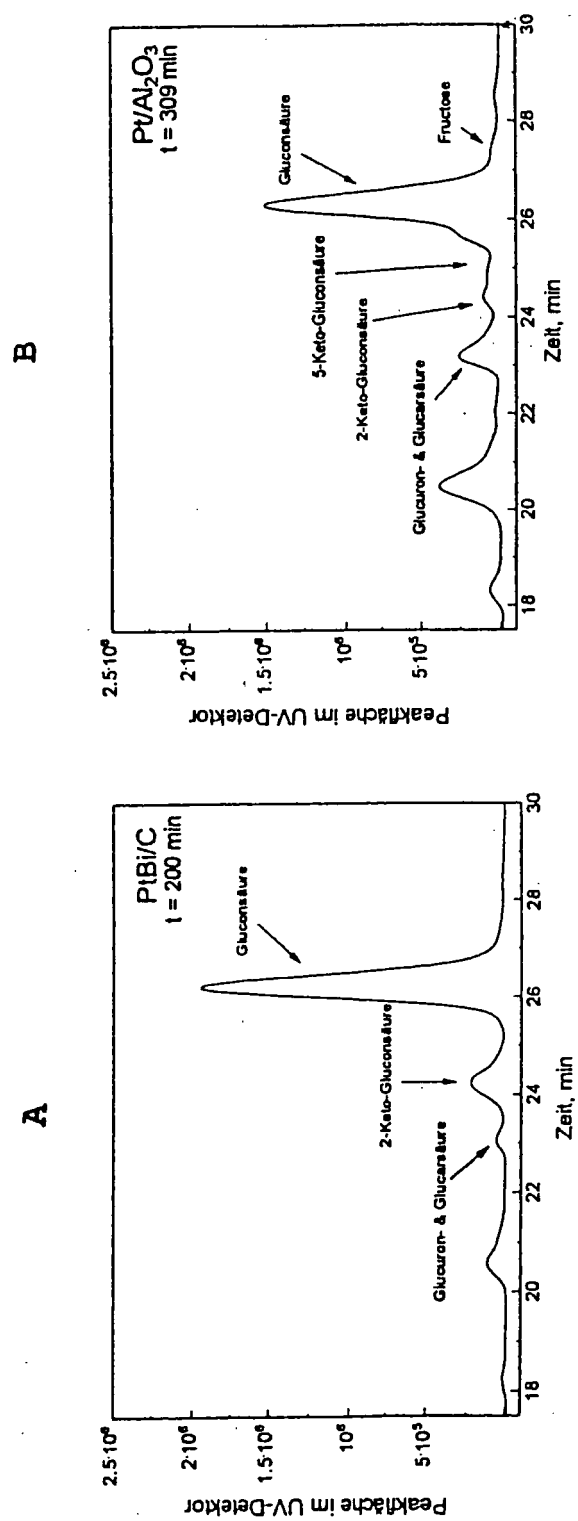 A
PtBi/C
t = 200 min
Gluconsäure
2-Keto-Gluconsäure
Glucuron- & Glucarsäure
2.5·10⁶
2·10⁶
1.5·10⁶
10⁶
5·10⁵
Peakfläche im UV-Detektor
18 20 22 24 26 28 30
Zeit, min
B
Pt/Al₂O₃
t = 309 min
Gluconsäure
5-Keto-Gluconsäure
2-Keto-Gluconsäure
Glucuron- & Glucarsäure
Fructose
2.5·10⁶
2·10⁶
1.5·10⁶
10⁶
5·10⁵
Peakfläche im UV-Detektor
18 20 22 24 26 28 30
Zeit, min